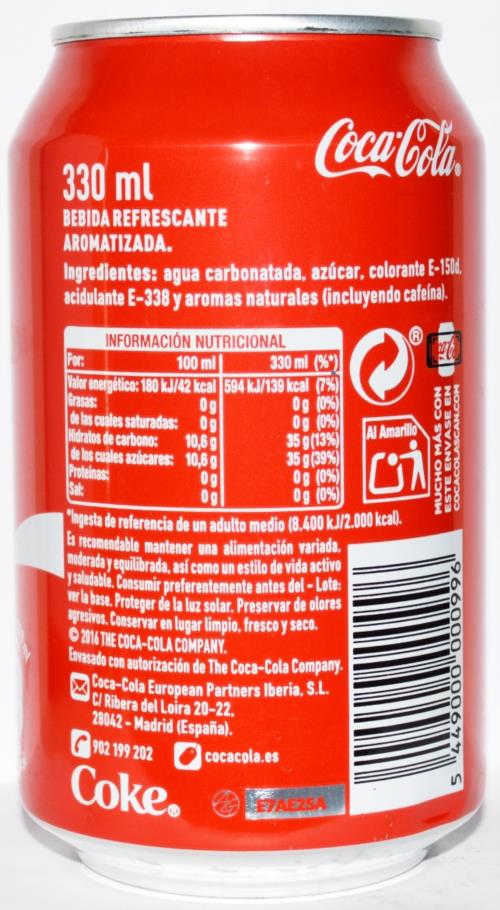 Coca-Cola®
330 ml
BEBIDA REFRESCANTE
AROMATIZADA.
Ingredientes: agua carbonatada, azúcar, colorante E-150d,
acidulante E-338 y aromas naturales (incluyendo cafeína).
INFORMACIÓN NUTRICIONAL
Por: 100 ml 330 ml (%*)
Valor energético: 180 kJ/42 kcal 594 kJ/139 kcal (7%)
Grasas: 0 g 0 g (0%)
de las cuales saturadas: 0 g 0 g (0%)
Hidratos de carbono: 10,6 g 35 g (13%)
de los cuales azúcares: 10,6 g 35 g (39%)
Proteínas: 0 g 0 g (0%)
Sal: 0 g 0 g (0%)
®
Al Amarillo
MUCHO MÁS CON
ESTE ENVASE EN
COCACOLASCAN.COM
*Ingesta de referencia de un adulto medio (8.400 kJ/2.000 kcal).
Es recomendable mantener una alimentación variada,
moderada y equilibrada, así como un estilo de vida activo
y saludable. Consumir preferentemente antes del - Lote:
ver la base. Proteger de la luz solar. Preservar de olores
agresivos. Conservar en lugar limpio, fresco y seco.
© 2016 THE COCA-COLA COMPANY.
Envasado con autorización de The Coca-Cola Company.
Coca-Cola European Partners Iberia, S.L.
C/ Ribera del Loira 20-22,
28042 - Madrid (España).
902 199 202 cocacola.es
Coke®
E7AE25A
5 449000 000996